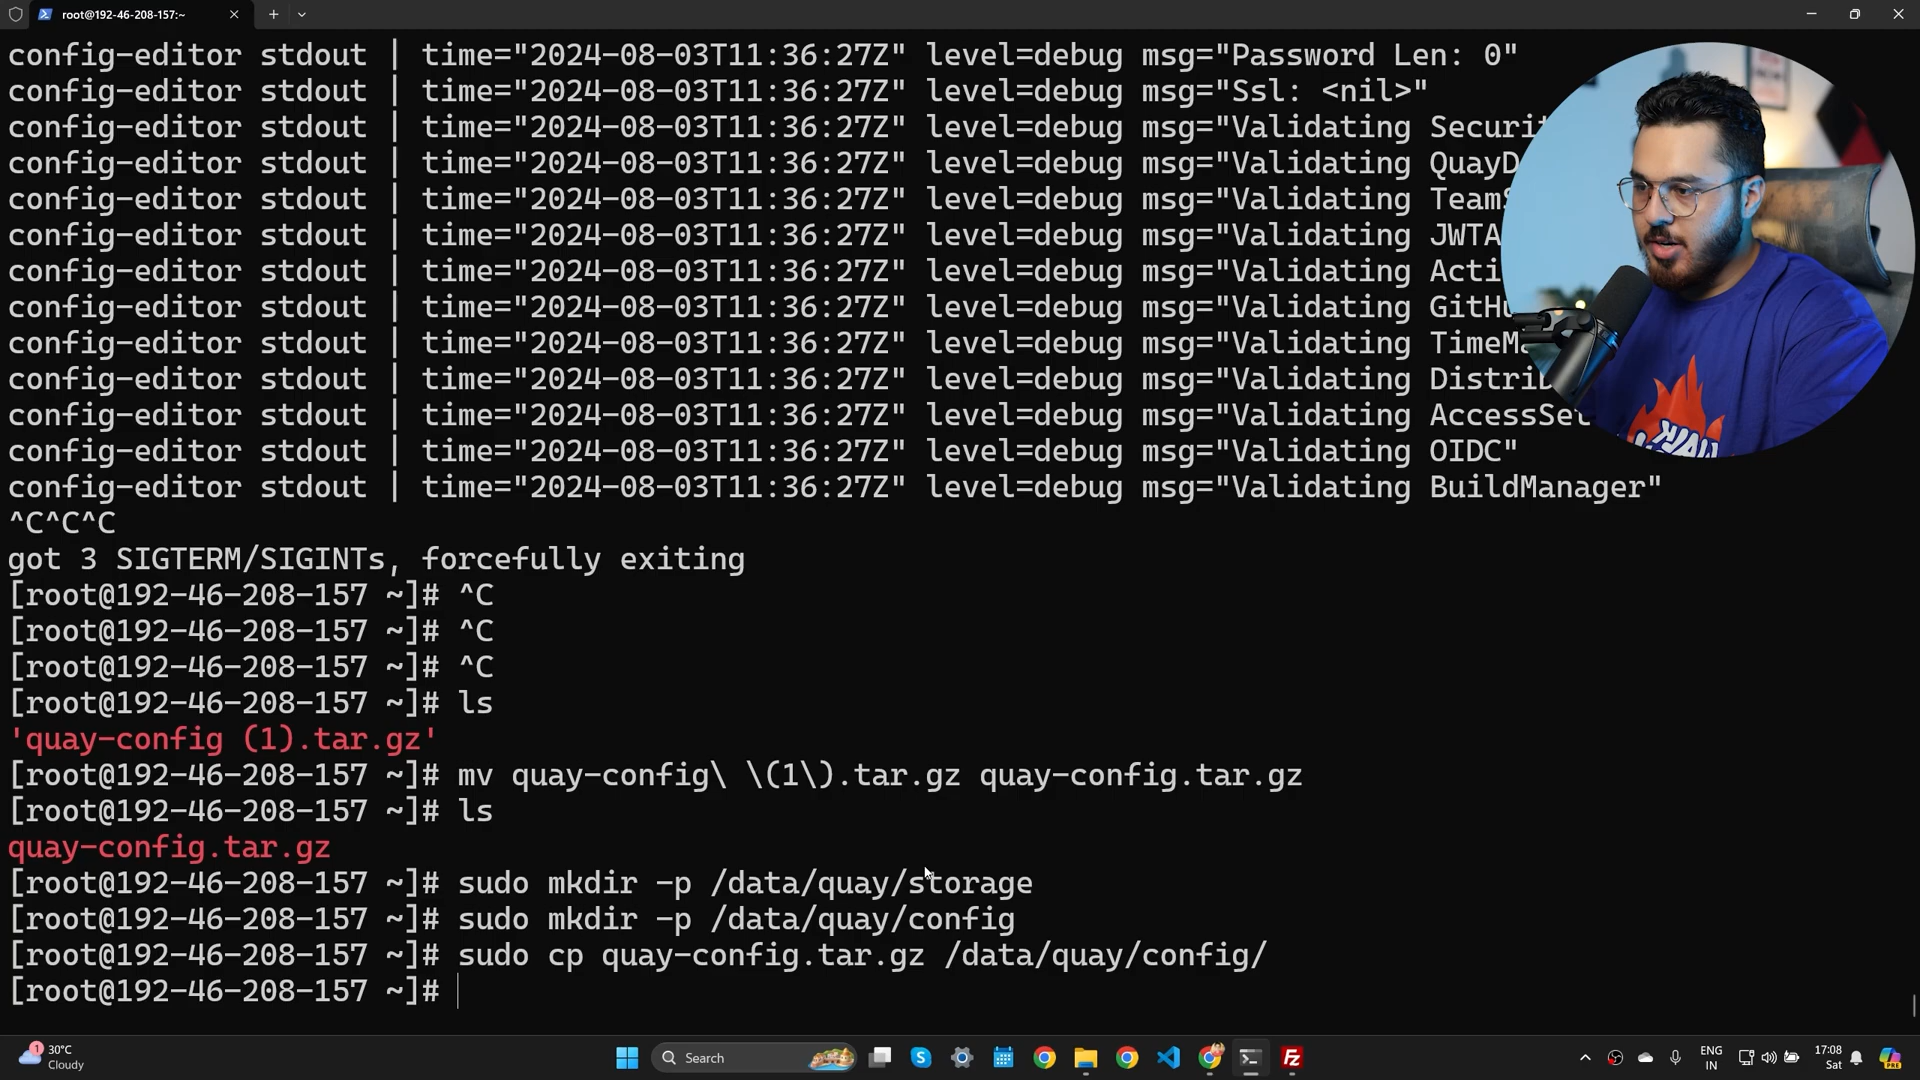 root@192-46-208-157:~
config-editor stdout | time="2024-08-03T11:36:27Z" level=debug msg="Password Len: 0"
config-editor stdout | time="2024-08-03T11:36:27Z" level=debug msg="Ssl: <nil>"
config-editor stdout | time="2024-08-03T11:36:27Z" level=debug msg="Validating Securit
config-editor stdout | time="2024-08-03T11:36:27Z" level=debug msg="Validating QuayD
config-editor stdout | time="2024-08-03T11:36:27Z" level=debug msg="Validating Team
config-editor stdout | time="2024-08-03T11:36:27Z" level=debug msg="Validating JWTA
config-editor stdout | time="2024-08-03T11:36:27Z" level=debug msg="Validating Acti
config-editor stdout | time="2024-08-03T11:36:27Z" level=debug msg="Validating GitHu
config-editor stdout | time="2024-08-03T11:36:27Z" level=debug msg="Validating TimeMa
config-editor stdout | time="2024-08-03T11:36:27Z" level=debug msg="Validating Distrib
config-editor stdout | time="2024-08-03T11:36:27Z" level=debug msg="Validating AccessSet
config-editor stdout | time="2024-08-03T11:36:27Z" level=debug msg="Validating OIDC"
config-editor stdout | time="2024-08-03T11:36:27Z" level=debug msg="Validating BuildManager"
^C^C^C
got 3 SIGTERM/SIGINTs, forcefully exiting
[root@192-46-208-157 ~]# ^C
[root@192-46-208-157 ~]# ^C
[root@192-46-208-157 ~]# ^C
[root@192-46-208-157 ~]# ls
'quay-config (1).tar.gz'
[root@192-46-208-157 ~]# mv quay-config\ \(1\).tar.gz quay-config.tar.gz
[root@192-46-208-157 ~]# ls
quay-config.tar.gz
[root@192-46-208-157 ~]# sudo mkdir -p /data/quay/storage
[root@192-46-208-157 ~]# sudo mkdir -p /data/quay/config
[root@192-46-208-157 ~]# sudo cp quay-config.tar.gz /data/quay/config/
[root@192-46-208-157 ~]#
1
30°C
Cloudy
Search
ENG
IN
17:08
Sat
PRE